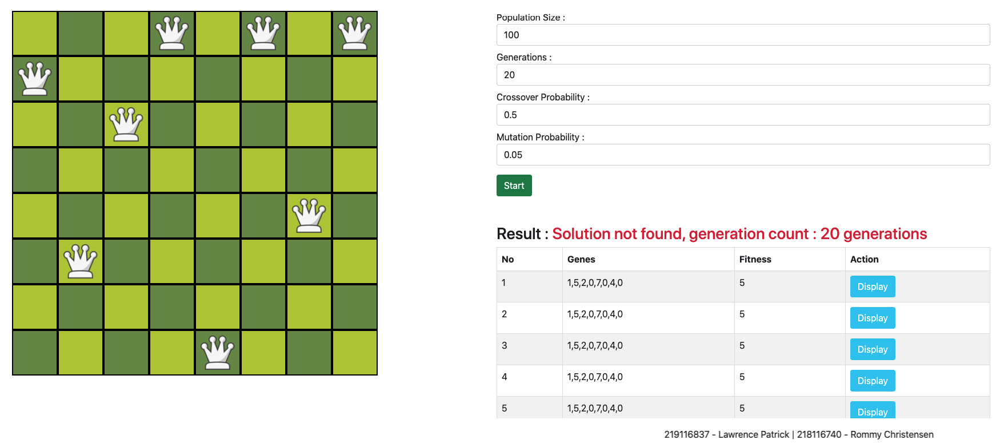 Population Size :
100
Generations :
20
Crossover Probability :
0.5
Mutation Probability :
0.05
Start
Result : Solution not found, generation count : 20 generations
No Genes Fitness Action
1 1,5,2,0,7,0,4,0 5 Display
2 1,5,2,0,7,0,4,0 5 Display
3 1,5,2,0,7,0,4,0 5 Display
4 1,5,2,0,7,0,4,0 5 Display
5 1,5,2,0,7,0,4,0 5 Display
219116837 - Lawrence Patrick | 218116740 - Rommy Christensen